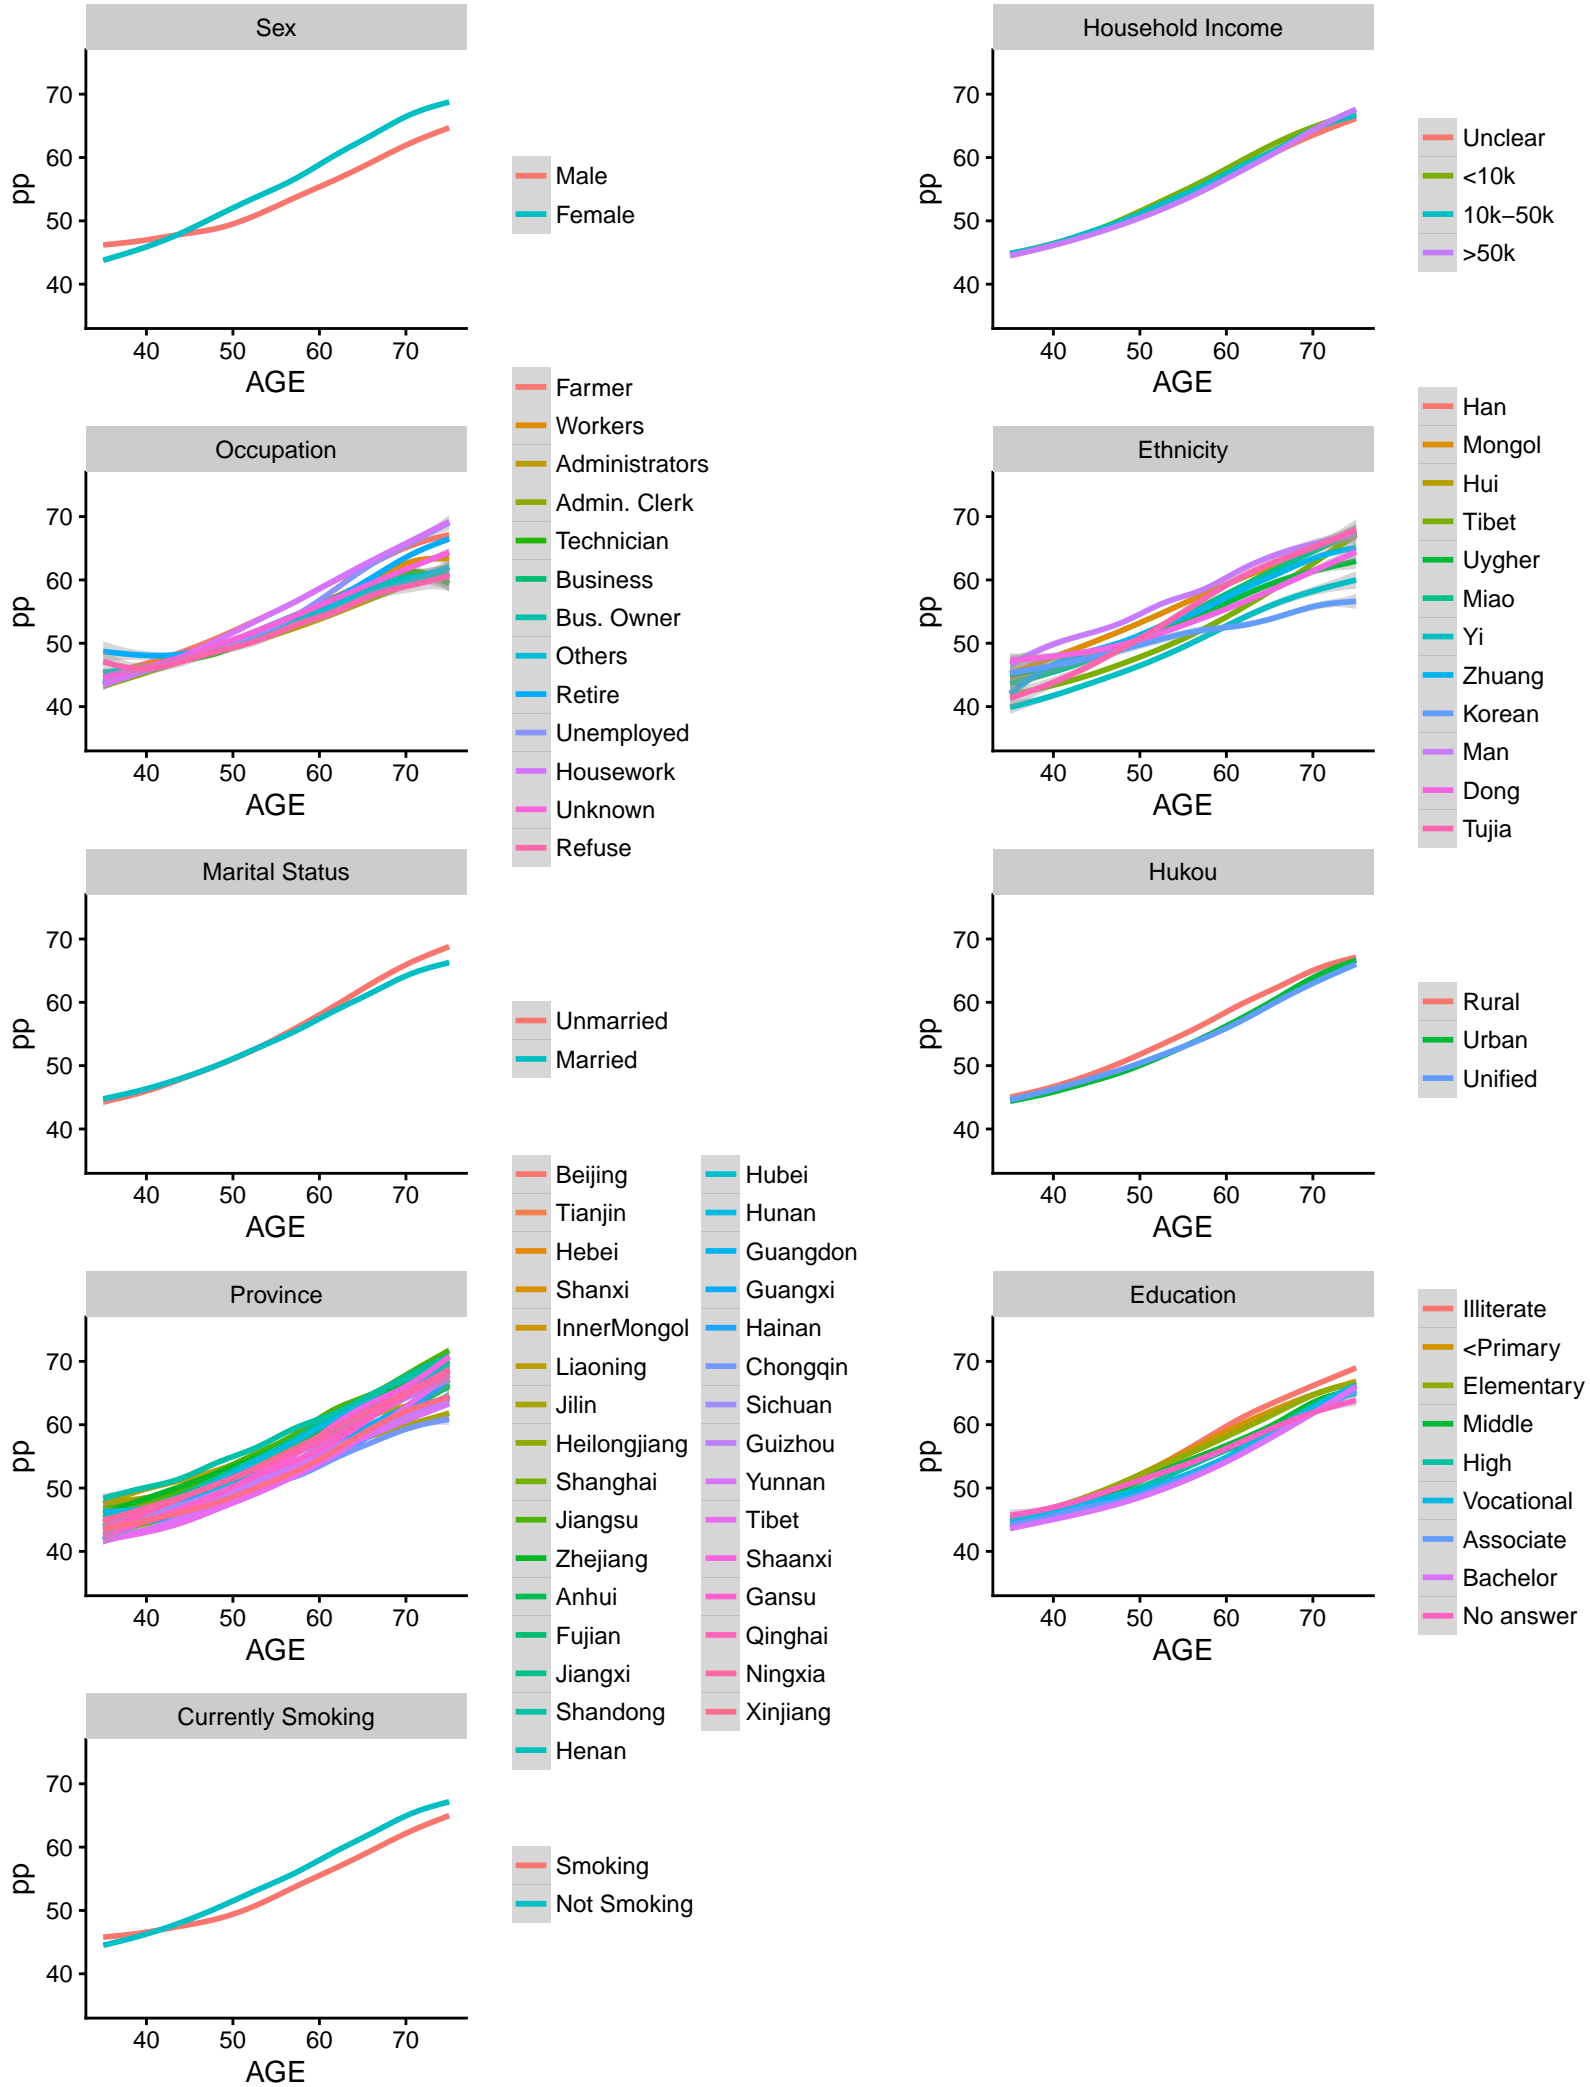 Sex
70
60
50
40
pp
40 50 60 70
AGE
Male
Female
Household Income
70
60
50
40
pp
40 50 60 70
AGE
Unclear
<10k
10k−50k
>50k
Occupation
70
60
50
40
pp
40 50 60 70
AGE
Farmer
Workers
Administrators
Admin. Clerk
Technician
Business
Bus. Owner
Others
Retire
Unemployed
Housework
Unknown
Refuse
Ethnicity
70
60
50
40
pp
40 50 60 70
AGE
Han
Mongol
Hui
Tibet
Uygher
Miao
Yi
Zhuang
Korean
Man
Dong
Tujia
Marital Status
70
60
50
40
pp
40 50 60 70
AGE
Unmarried
Married
Hukou
70
60
50
40
pp
40 50 60 70
AGE
Rural
Urban
Unified
Province
70
60
50
40
pp
40 50 60 70
AGE
Beijing
Tianjin
Hebei
Shanxi
InnerMongol
Liaoning
Jilin
Heilongjiang
Shanghai
Jiangsu
Zhejiang
Anhui
Fujian
Jiangxi
Shandong
Henan
Hubei
Hunan
Guangdon
Guangxi
Hainan
Chongqin
Sichuan
Guizhou
Yunnan
Tibet
Shaanxi
Gansu
Qinghai
Ningxia
Xinjiang
Education
70
60
50
40
pp
40 50 60 70
AGE
Illiterate
<Primary
Elementary
Middle
High
Vocational
Associate
Bachelor
No answer
Currently Smoking
70
60
50
40
pp
40 50 60 70
AGE
Smoking
Not Smoking